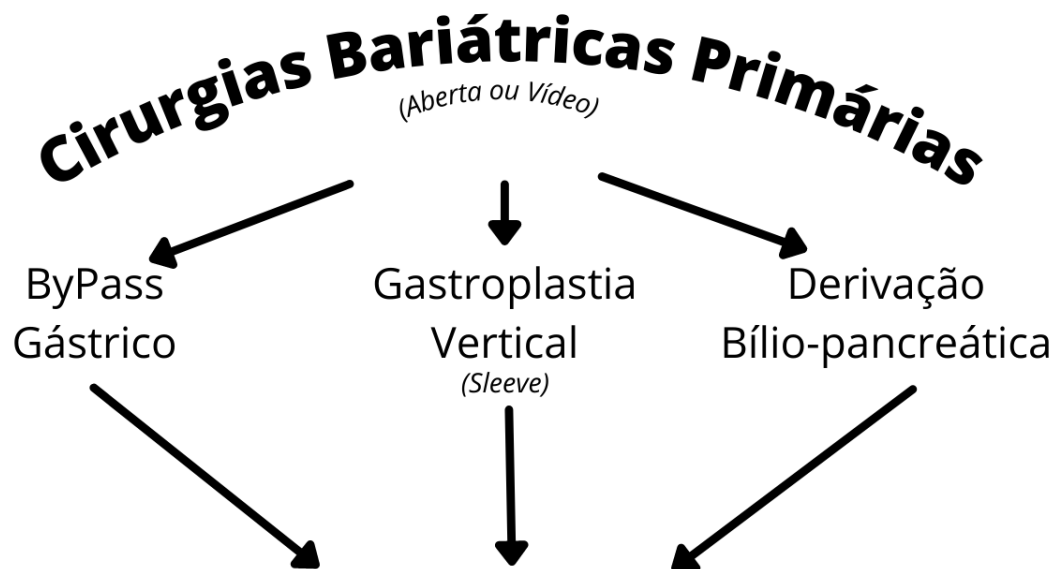 Cirurgias Bariátricas Primárias
(Aberta ou Vídeo)
ByPass
Gástrico
Gastroplastia
Vertical
(Sleeve)
Derivação
Bílio-pancreática